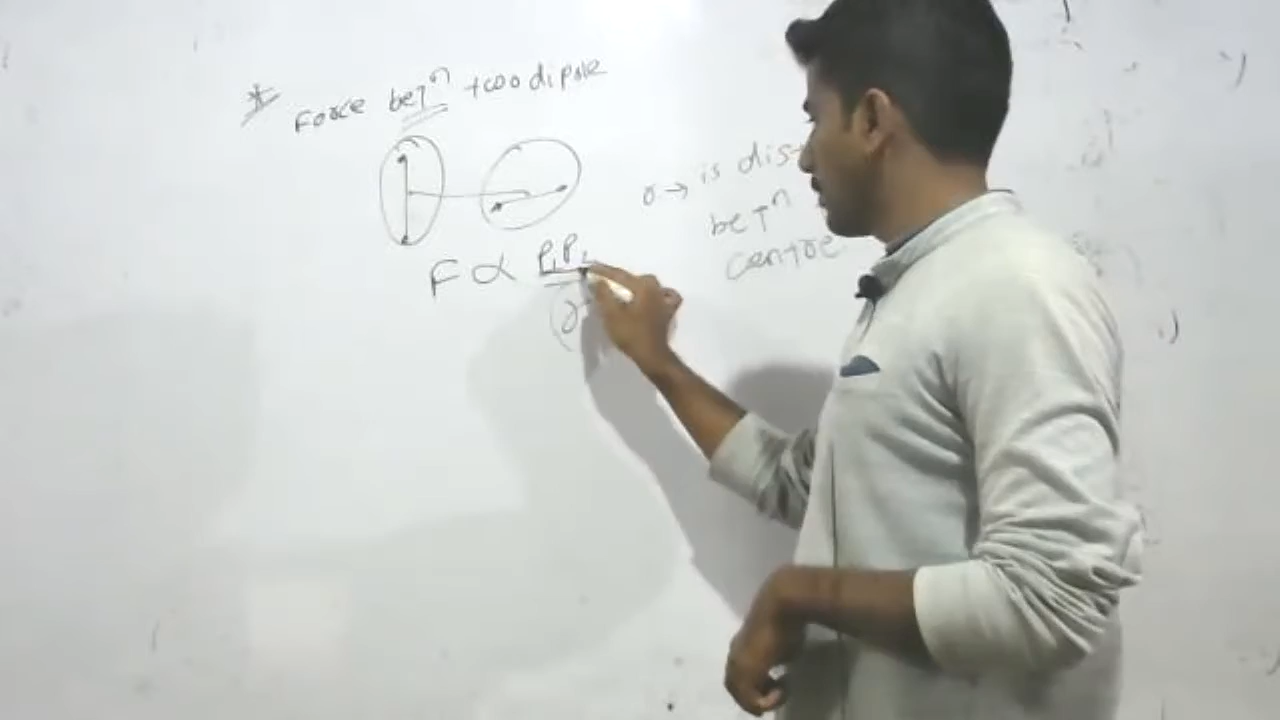 * Force betⁿ two dipole
r → is dis
betⁿ
centre
F ∝ P₁P₂
(r